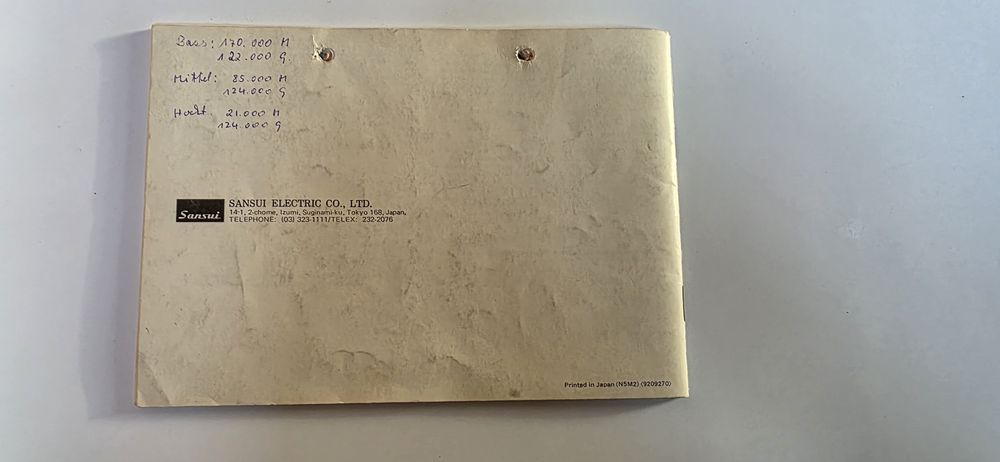 Bass: 170.000 M
122.000 G.
Mittel: 85.000 M
124.000 G
Hocht. 21.000 M
124.000 G
Sansui
SANSUI ELECTRIC CO., LTD.
14-1, 2-chome, Izumi, Suginami-ku, Tokyo 168, Japan,
TELEPHONE: (03) 323-1111/TELEX: 232-2076
Printed in Japan (N5M2) (9209270)